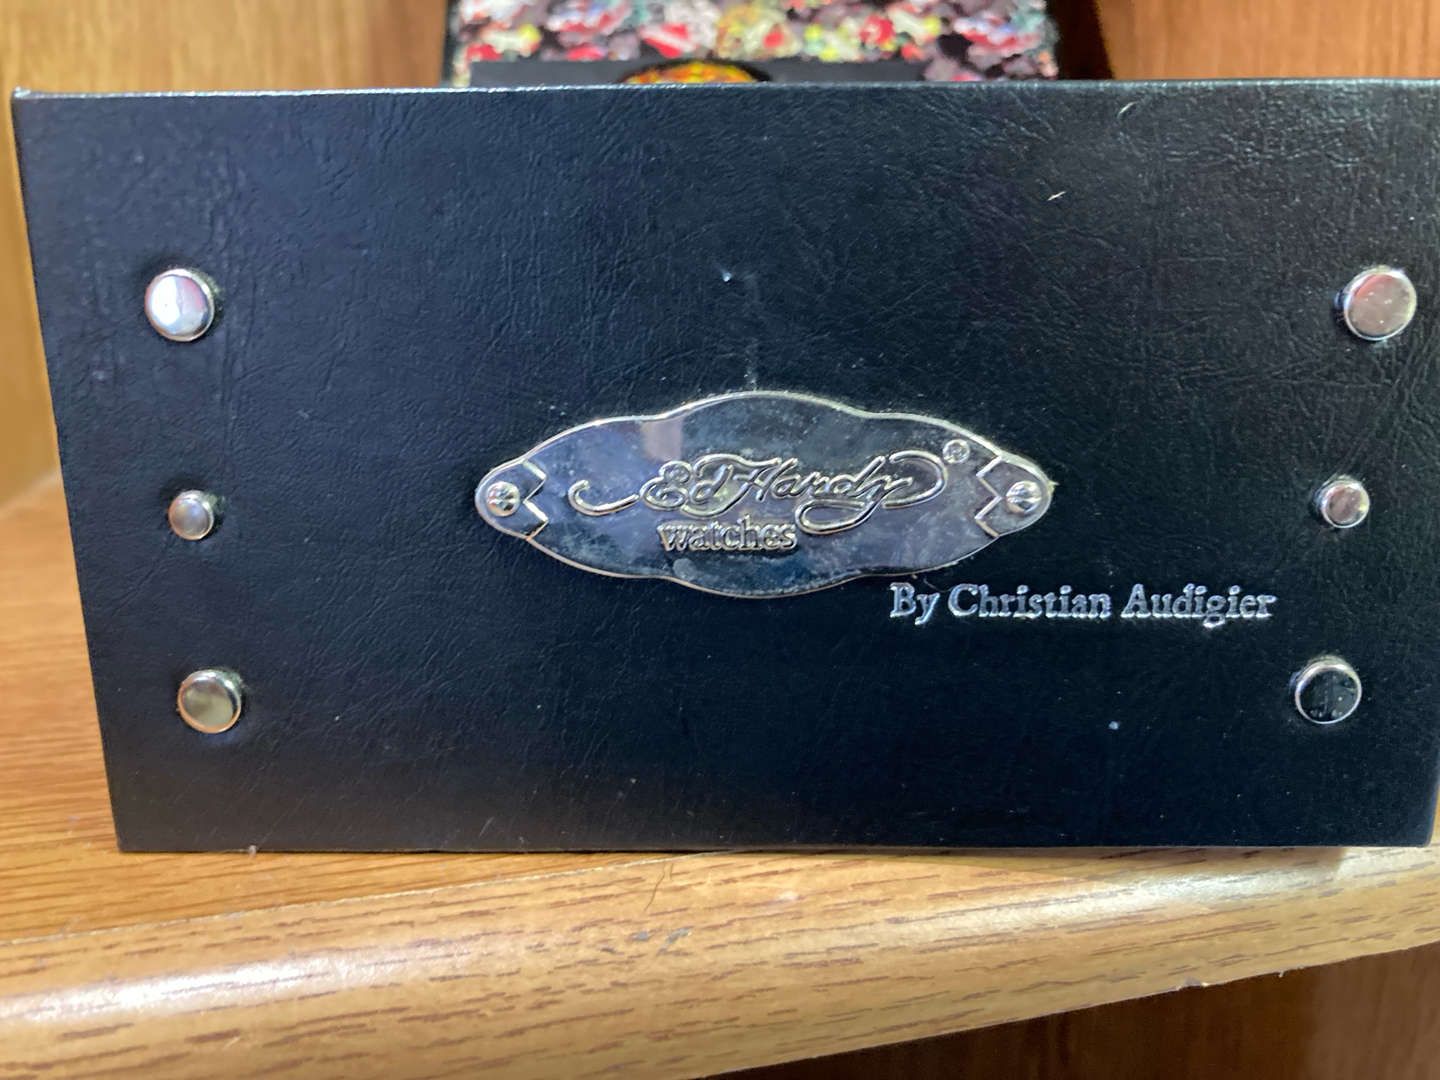 Ed Hardy®
watches
By Christian Audigier